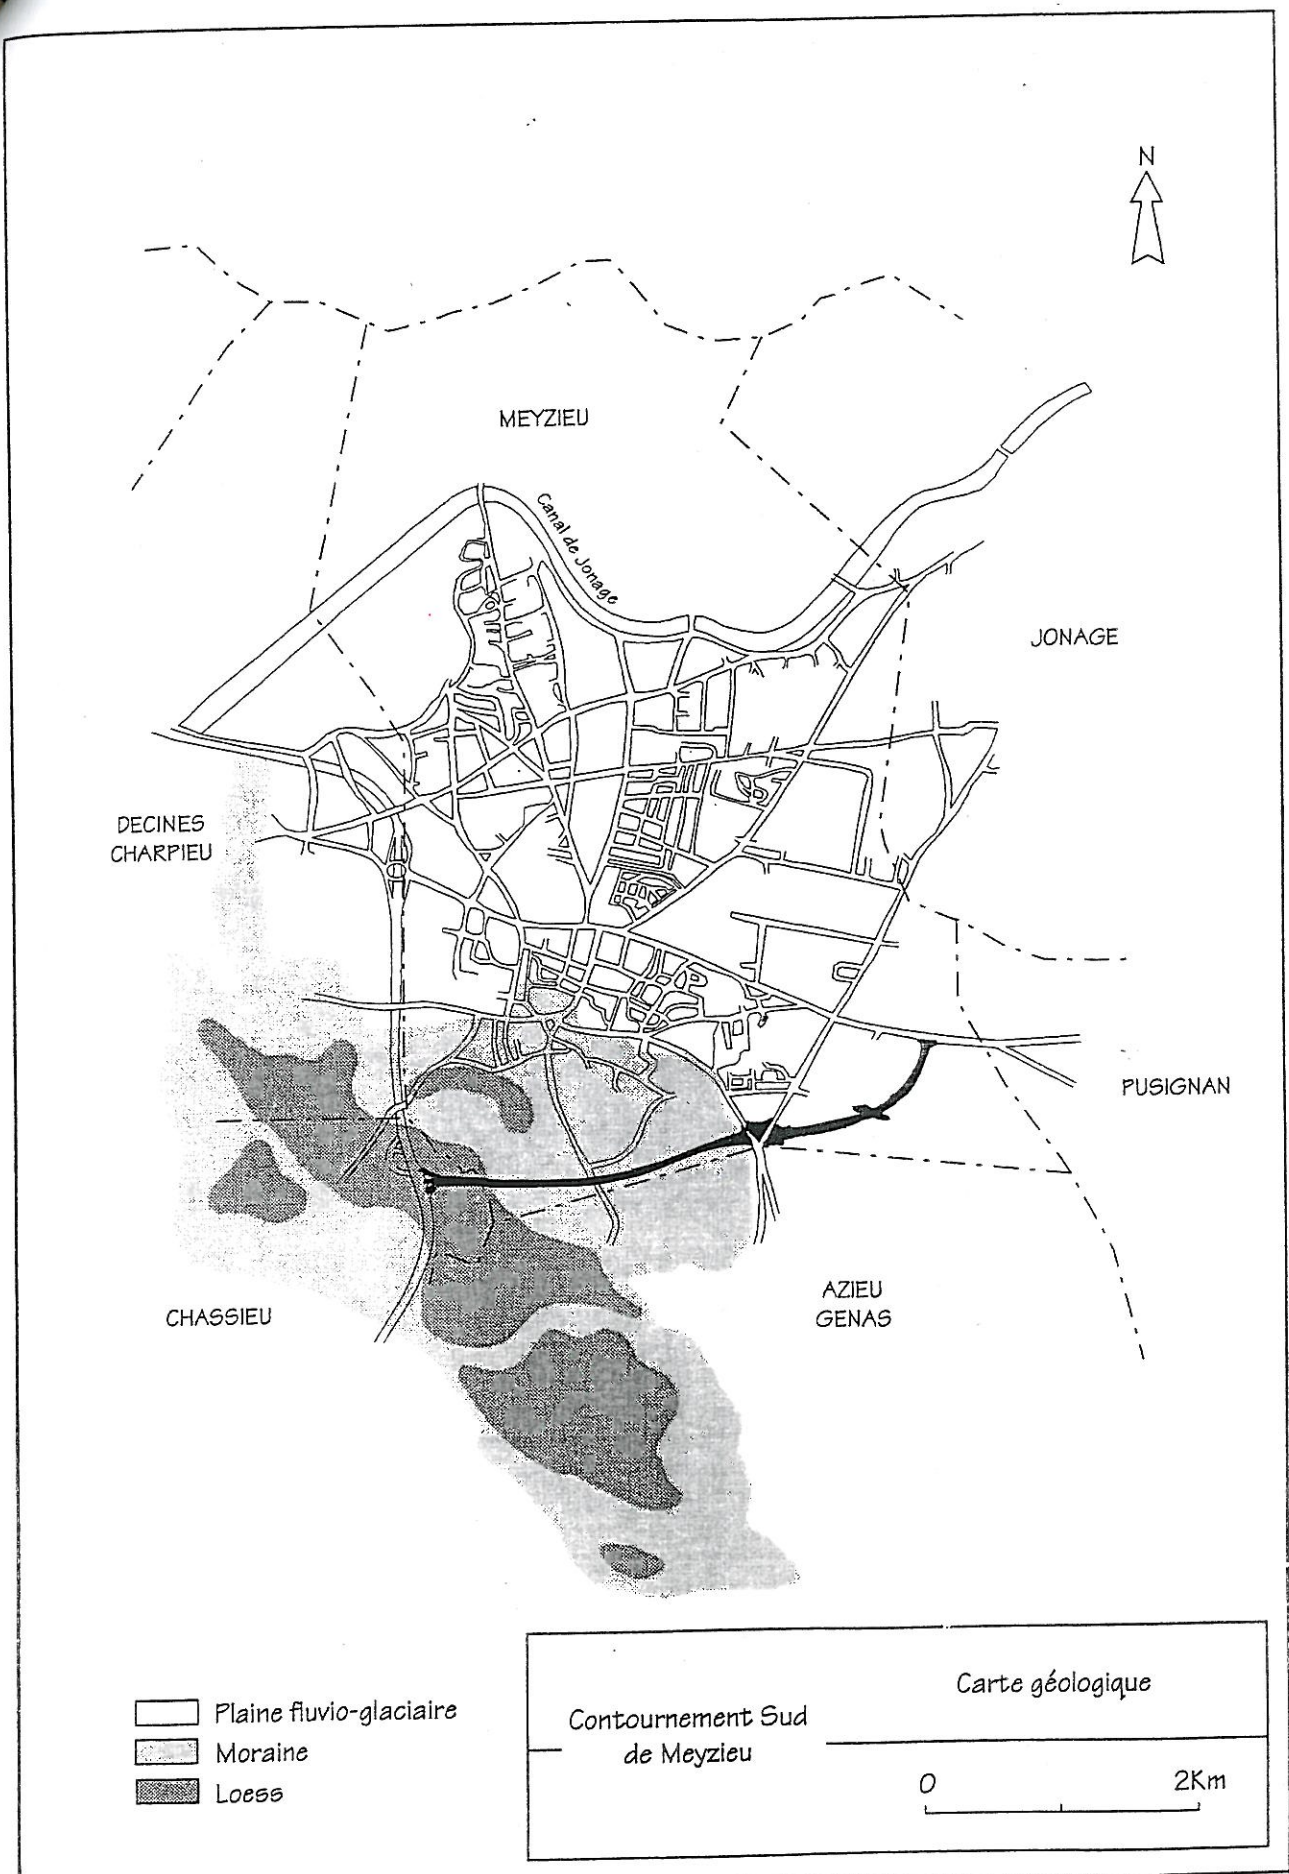 N
MEYZIEU
Canal de Jonage
JONAGE
DECINES
CHARPIEU
PUSIGNAN
AZIEU
GENAS
CHASSIEU
Plaine fluvio-glaciaire
Moraine
Loess
Contournement Sud
de Meyzieu
Carte géologique
0 2Km